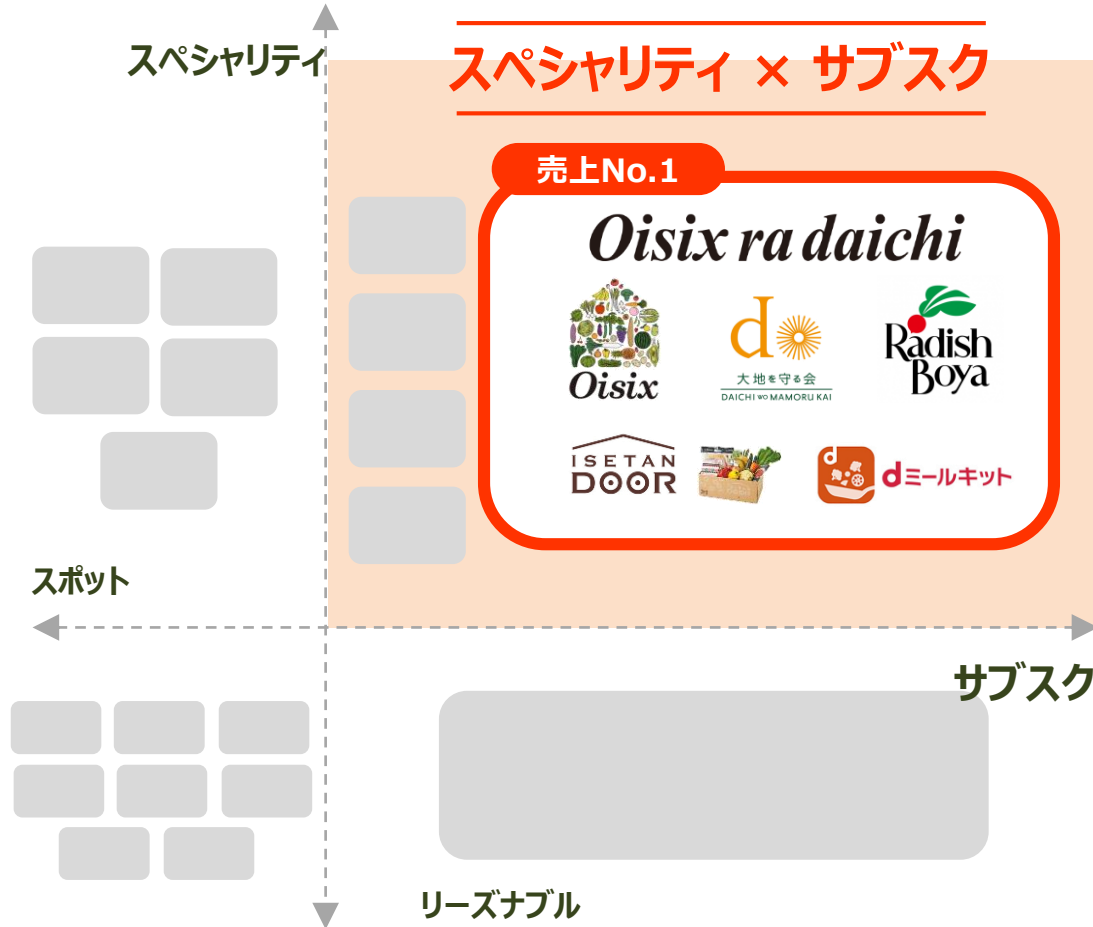 スペシャリティ
スペシャリティ × サブスク
売上No.1
Oisix ra daichi
Oisix
d
大地を守る会
DAICHI WO MAMORU KAI
Radish
Boya
ISETAN
DOOR
d
dミールキット
スポット
サブスク
リーズナブル